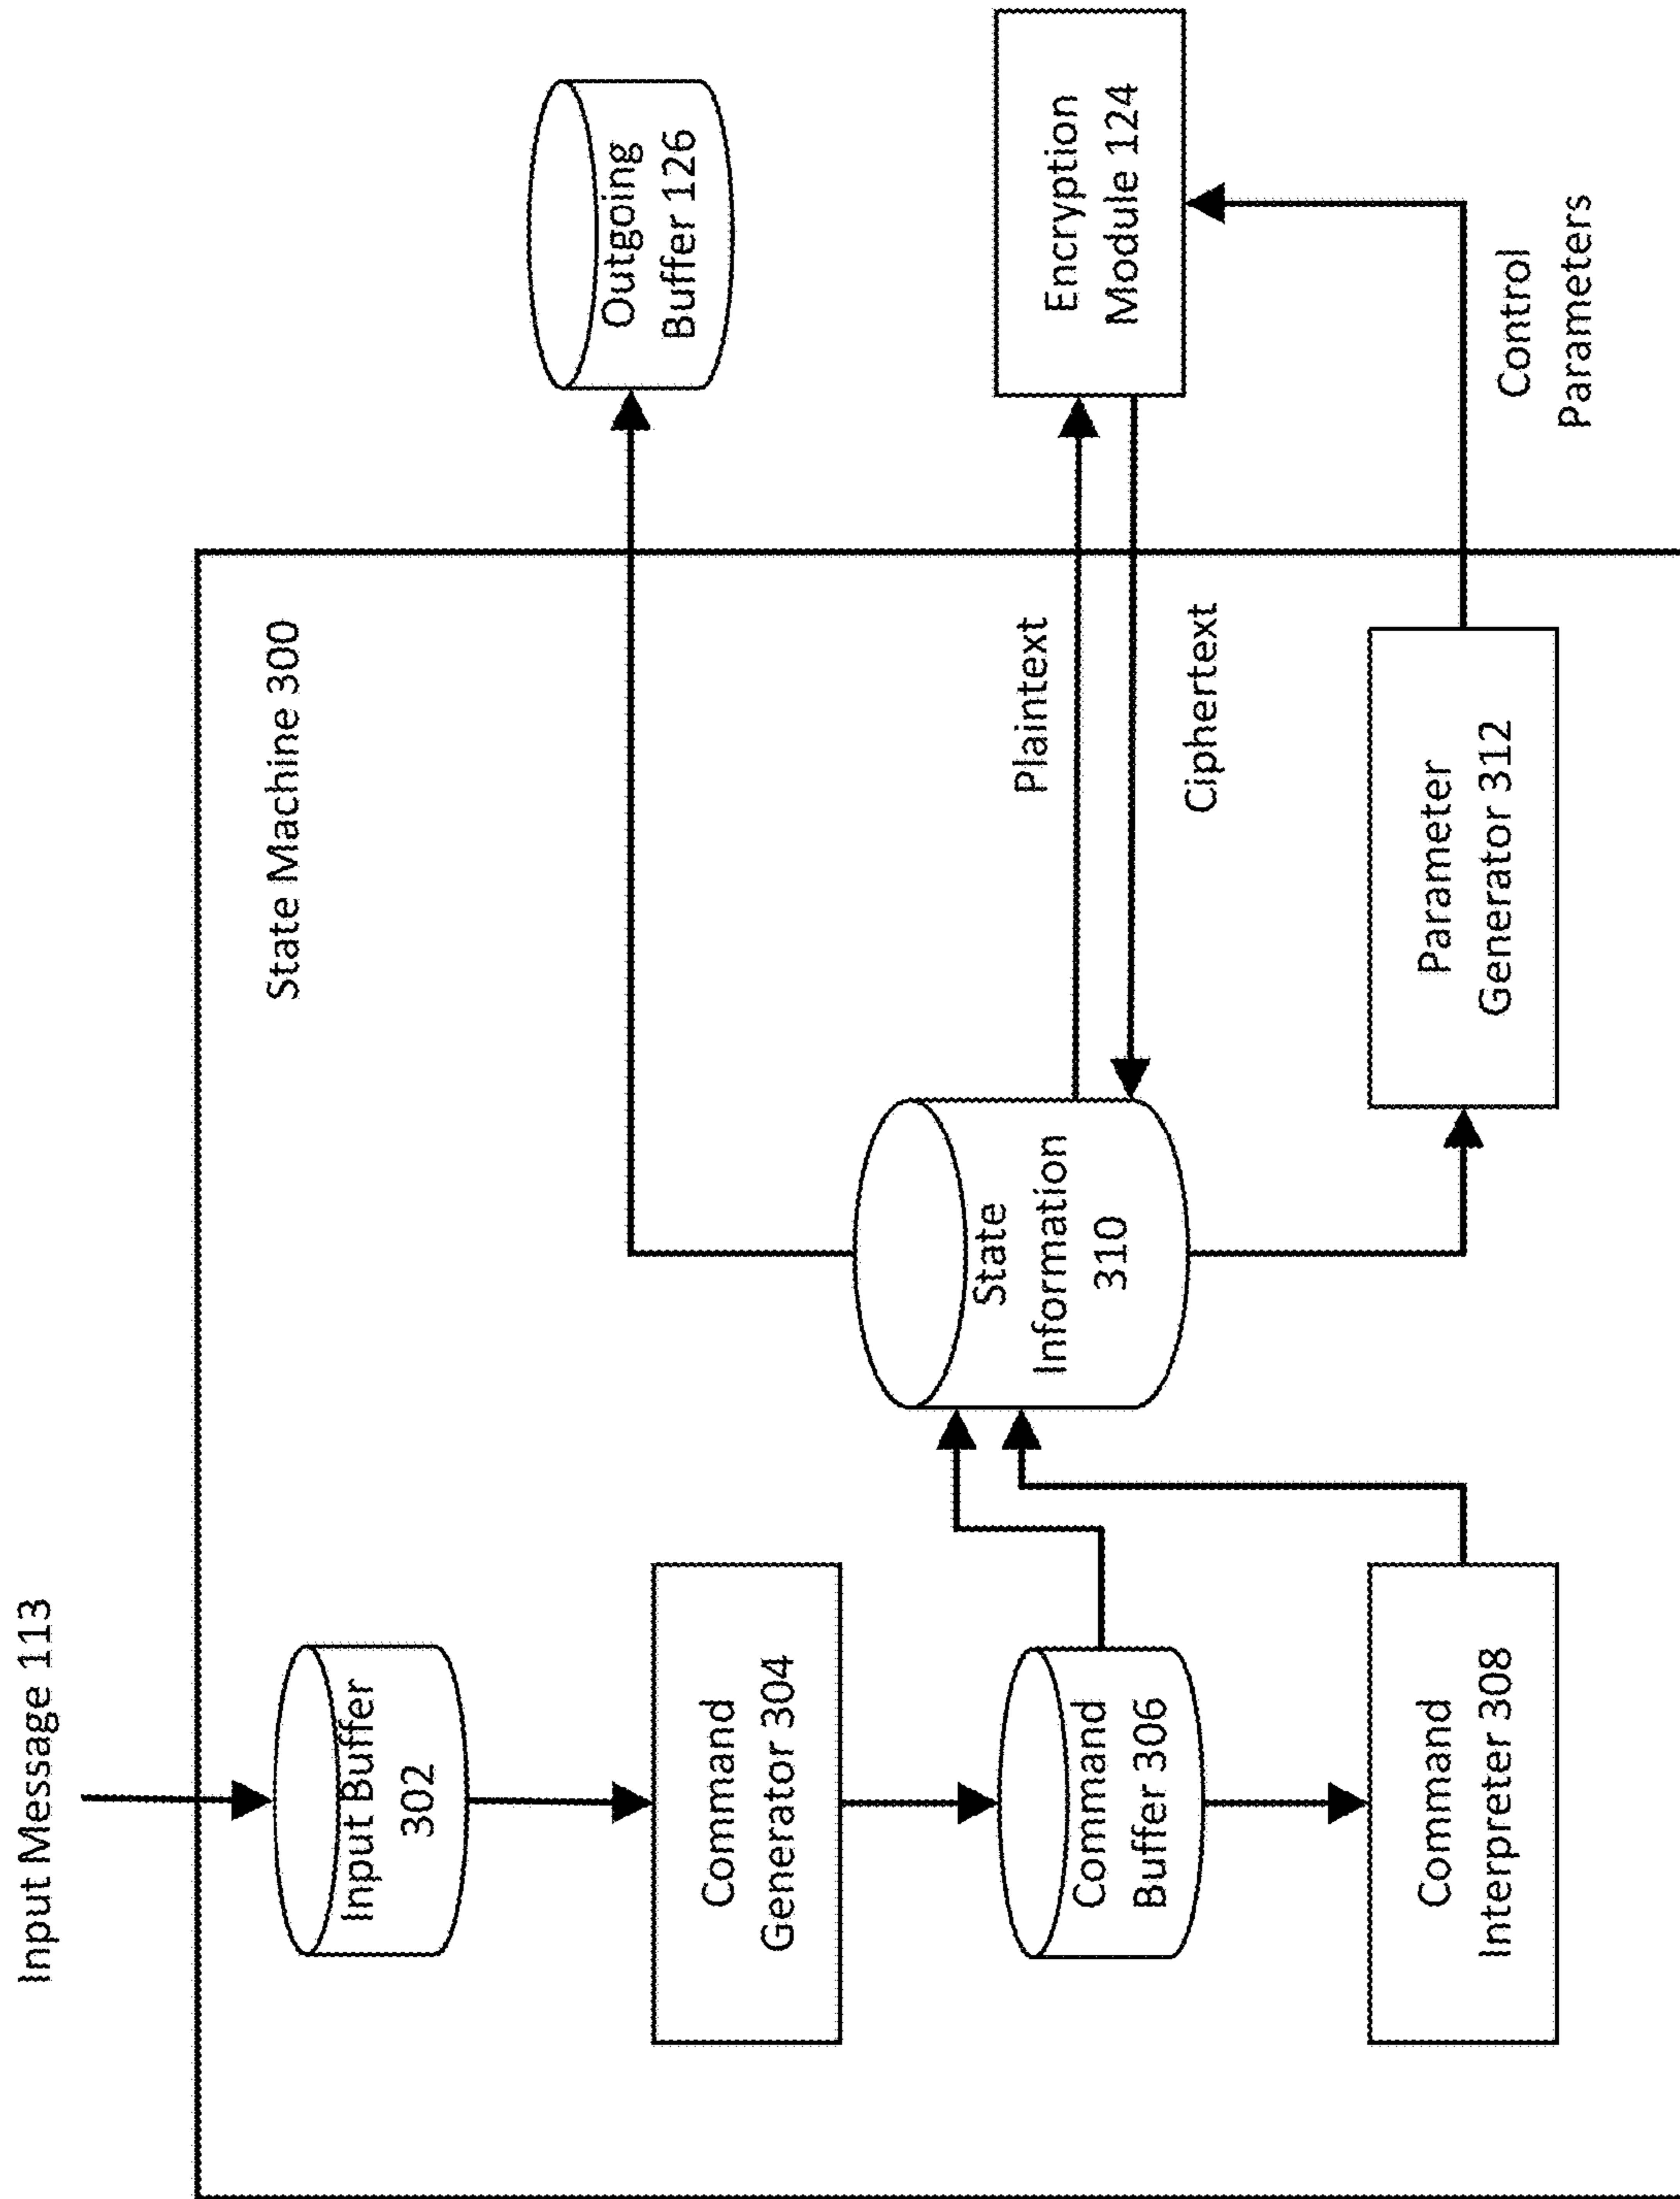 Input Message 113
State Machine 300
Input Buffer
302
Command
Generator 304
Command
Buffer 306
Command
Interpreter 308
State
Information
310
Outgoing
Buffer 126
Plaintext
Ciphertext
Encryption
Module 124
Parameter
Generator 312
Control
Parameters